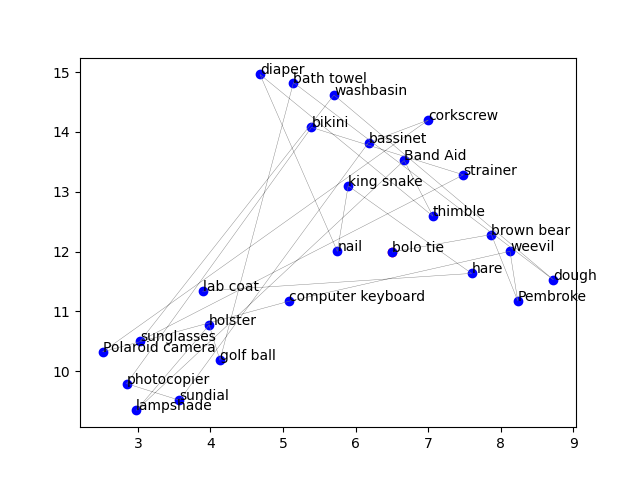 diaper
bath towel
washbasin
bikini
corkscrew
bassinet
Band Aid
strainer
king snake
thimble
brown bear
nail
bolo tie
weevil
hare
dough
lab coat
computer keyboard
Pembroke
holster
sunglasses
Polaroid camera
golf ball
photocopier
sundial
lampshade
15
14
13
12
11
10
3 4 5 6 7 8 9